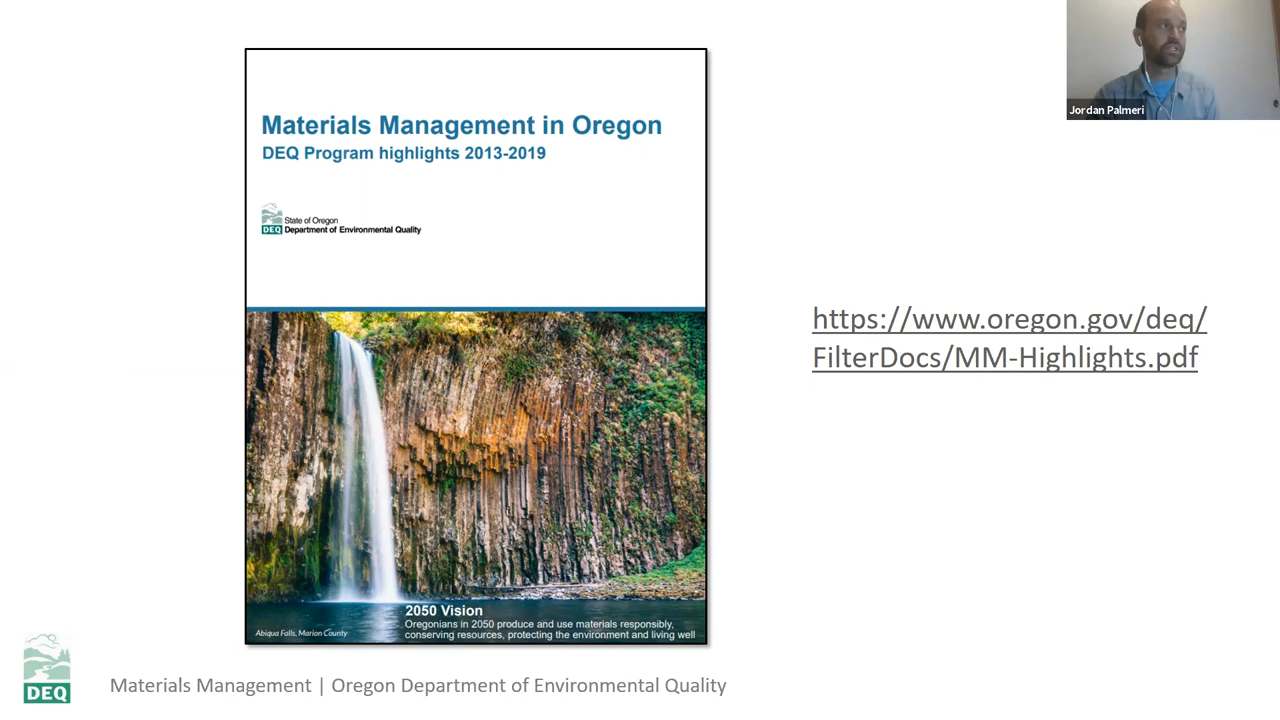 Jordan Palmeri
Materials Management in Oregon
DEQ Program highlights 2013-2019
State of Oregon
DEQ Department of Environmental Quality
https://www.oregon.gov/deq/
FilterDocs/MM-Highlights.pdf
2050 Vision
Oregonians in 2050 produce and use materials responsibly,
conserving resources, protecting the environment and living well
Abiqua Falls, Marion County
DEQ
Materials Management | Oregon Department of Environmental Quality